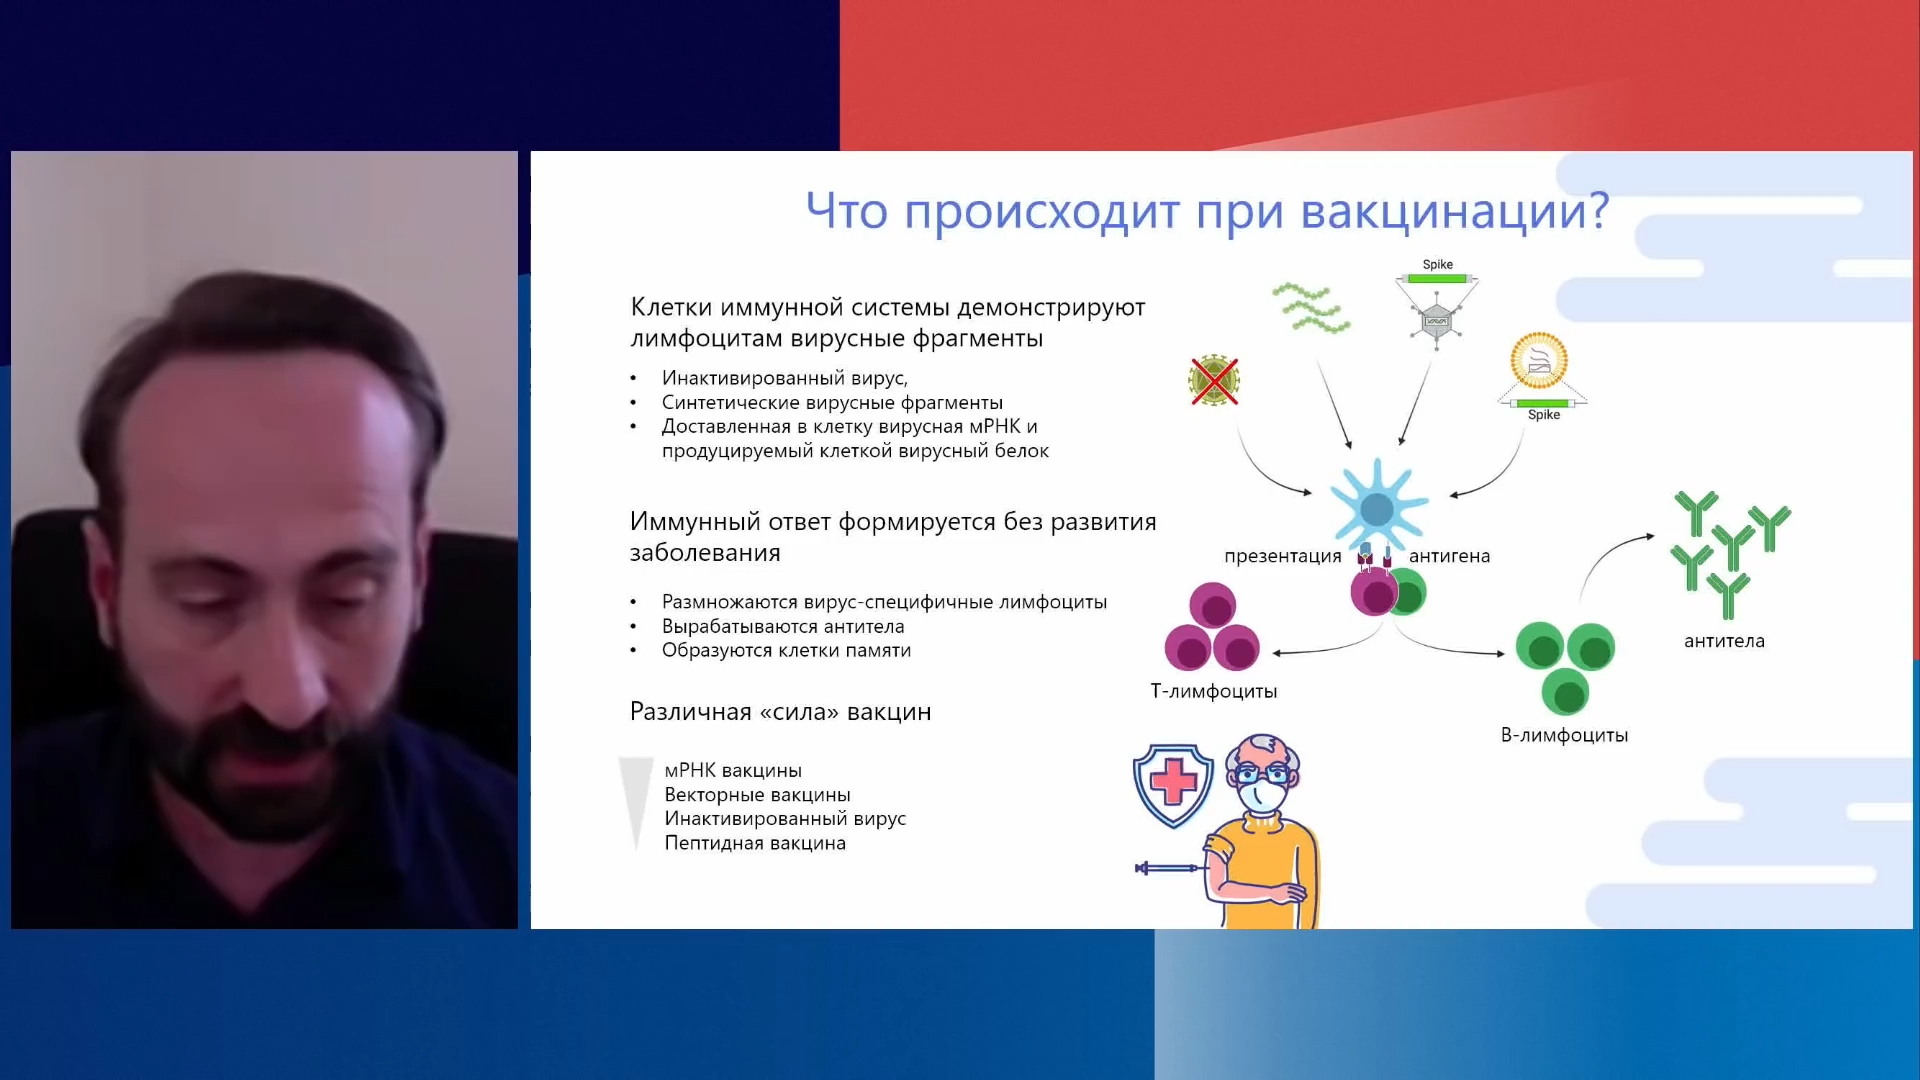 Что происходит при вакцинации?
Клетки иммунной системы демонстрируют
лимфоцитам вирусные фрагменты
• Инактивированный вирус,
• Синтетические вирусные фрагменты
• Доставленная в клетку вирусная мРНК и
продуцируемый клеткой вирусный белок
Иммунный ответ формируется без развития
заболевания
• Размножаются вирус-специфичные лимфоциты
• Вырабатываются антитела
• Образуются клетки памяти
Различная «сила» вакцин
мРНК вакцины
Векторные вакцины
Инактивированный вирус
Пептидная вакцина
Spike
Spike
презентация антигена
Т-лимфоциты
В-лимфоциты
антитела